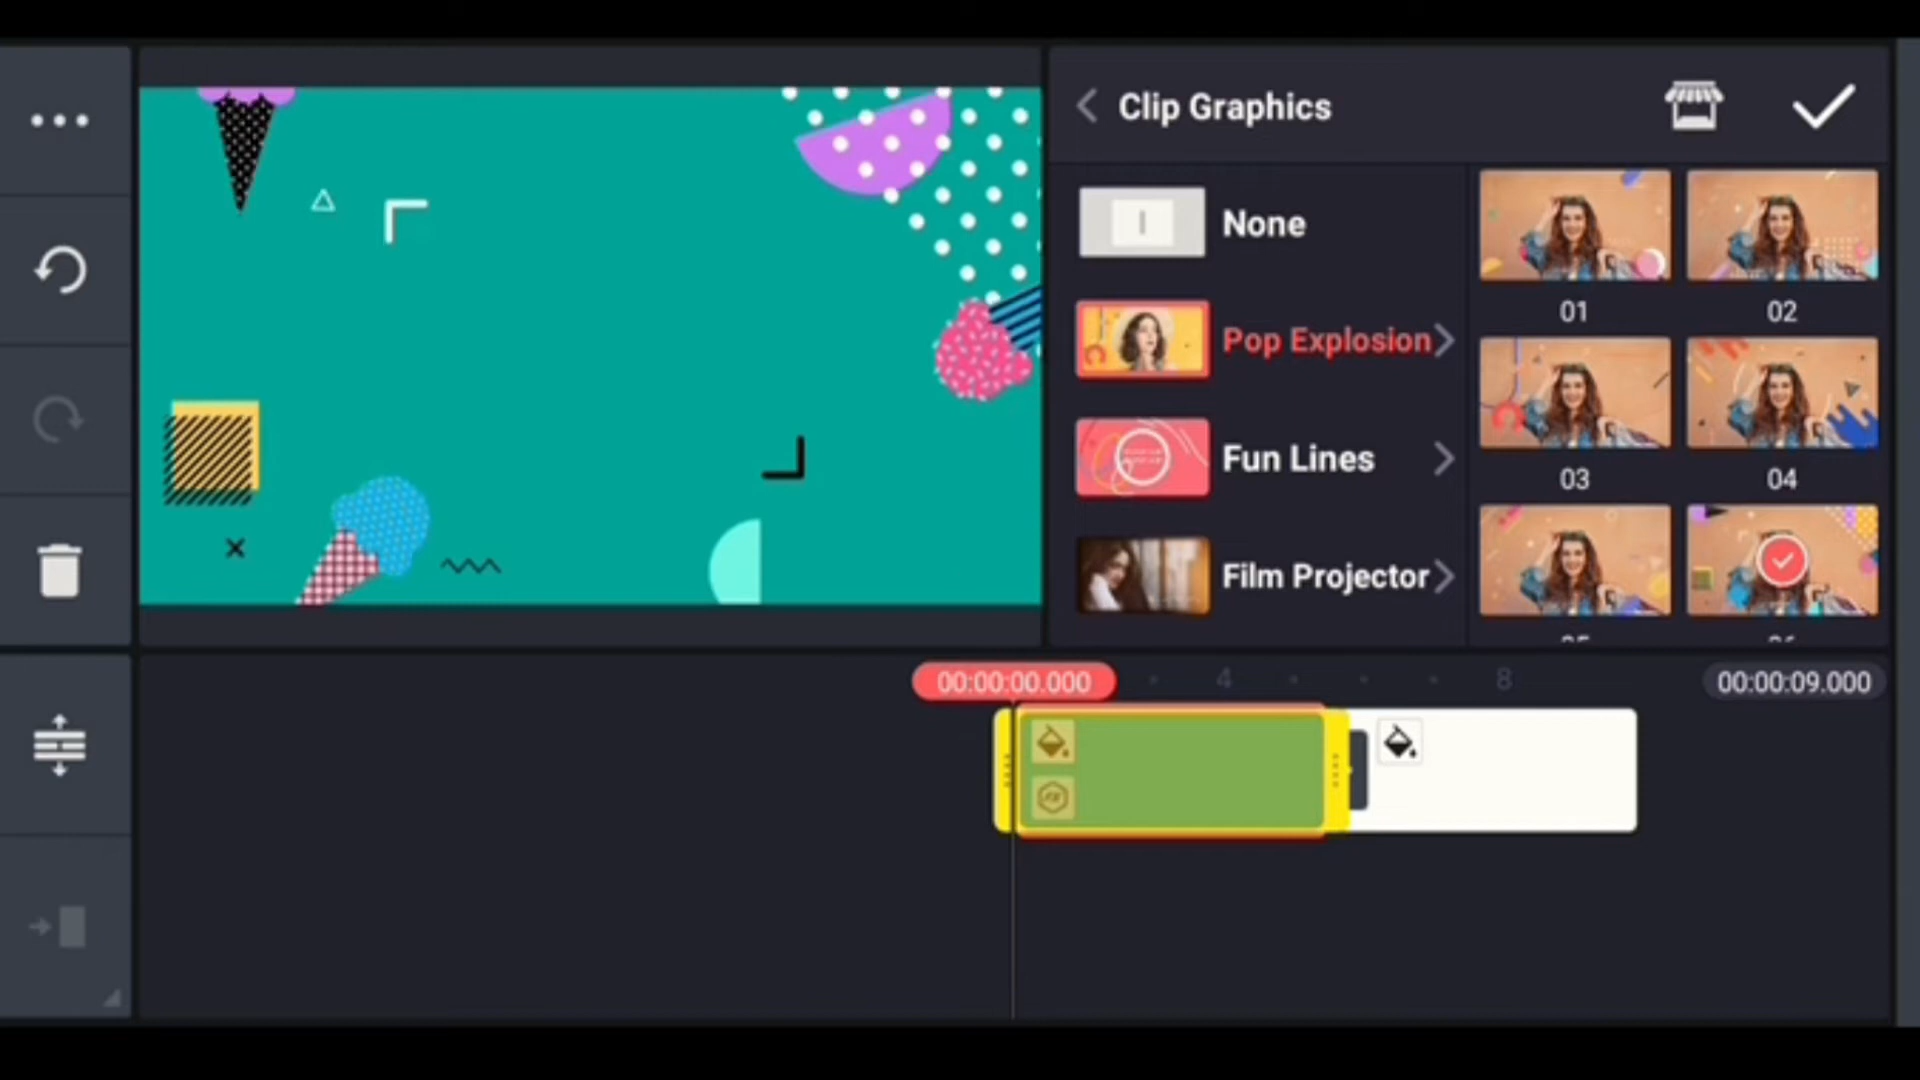 Clip Graphics
None
Pop Explosion
Fun Lines
Film Projector
01
02
03
04
00:00:00.000
4
8
00:00:09.000